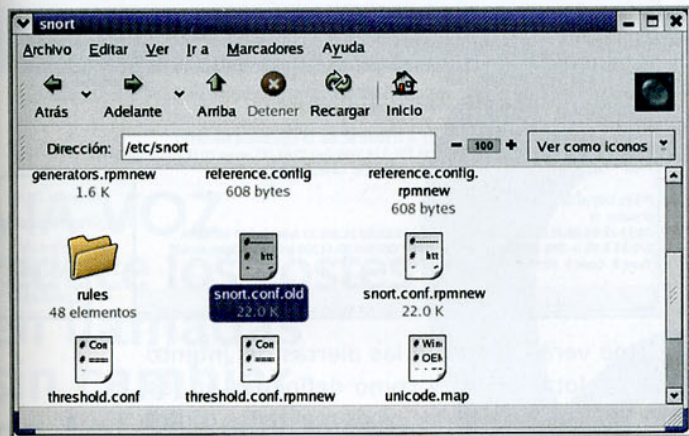 snort
Archivo Editar Ver Ir a Marcadores Ayuda
Atrás Adelante Arriba Detener Recargar Inicio
Dirección: /etc/snort 100 Ver como iconos
generators.rpmnew reference.config reference.config.
rpmnew
1.6 K 608 bytes
608 bytes
rules snort.conf.old snort.conf.rpmnew
48 elementos 22.0 K 22.0 K
threshold.conf threshold.conf.rpmnew unicode.map